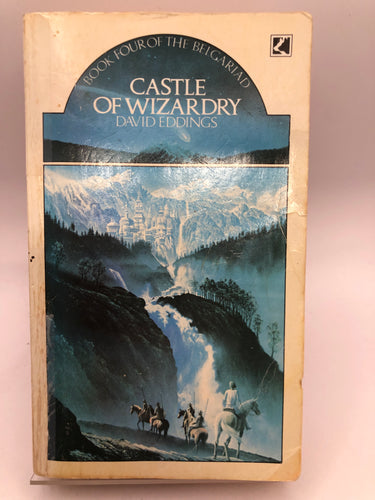 BOOK FOUR OF THE BELGARIAD
CASTLE
OF WIZARDRY
DAVID EDDINGS